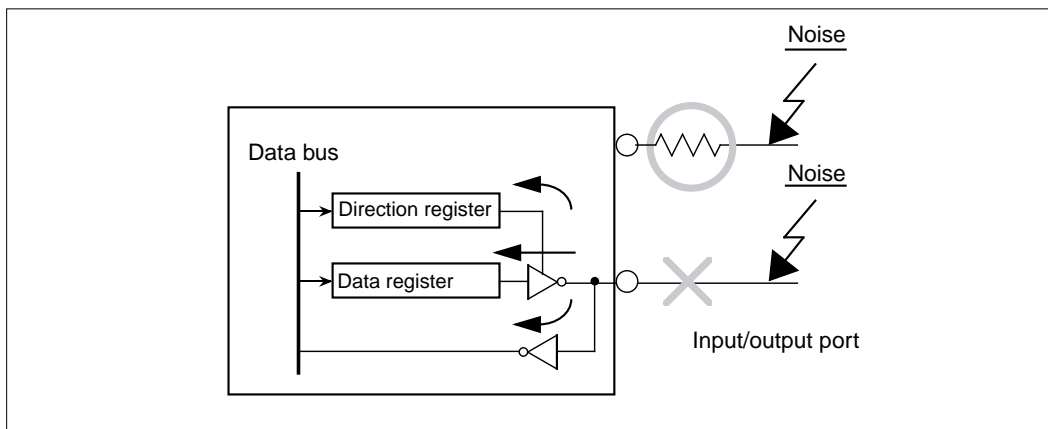 Noise
Data bus
Noise
Direction register
Data register
Input/output port